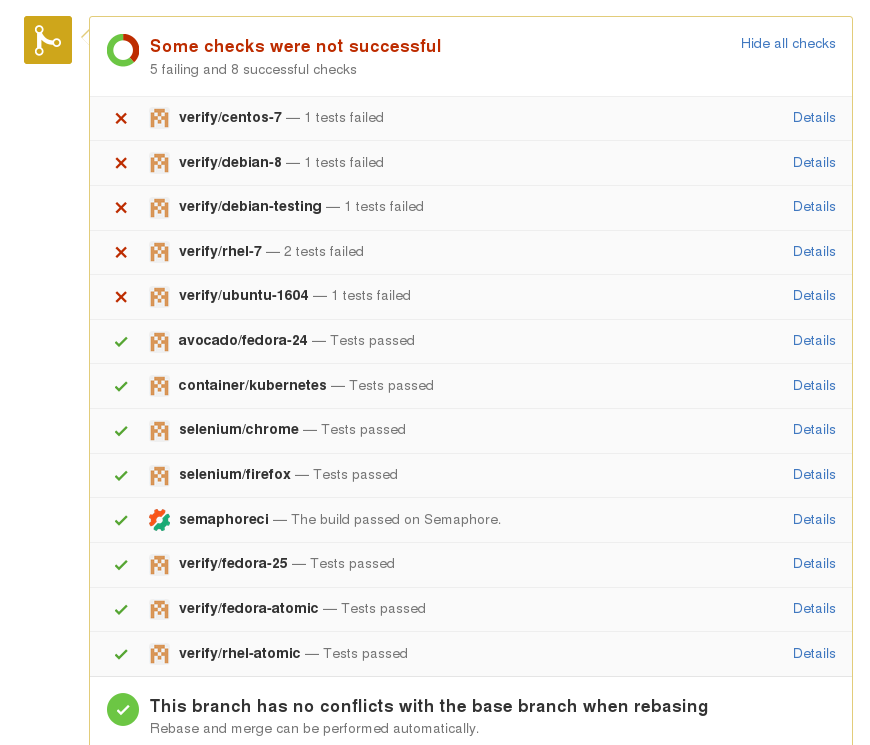 Some checks were not successful
Hide all checks
5 failing and 8 successful checks
verify/centos-7 — 1 tests failed Details
verify/debian-8 — 1 tests failed Details
verify/debian-testing — 1 tests failed Details
verify/rhel-7 — 2 tests failed Details
verify/ubuntu-1604 — 1 tests failed Details
avocado/fedora-24 — Tests passed Details
container/kubernetes — Tests passed Details
selenium/chrome — Tests passed Details
selenium/firefox — Tests passed Details
semaphoreci — The build passed on Semaphore. Details
verify/fedora-25 — Tests passed Details
verify/fedora-atomic — Tests passed Details
verify/rhel-atomic — Tests passed Details
This branch has no conflicts with the base branch when rebasing
Rebase and merge can be performed automatically.